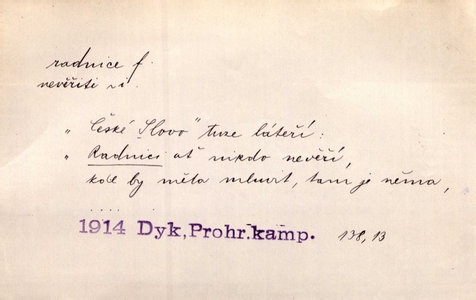 radnice f.
nevěřiti ~ i
„České Slovo" tuze láteří:
„Radnici ať nikdo nevěří,
kde by měla mluvit, tam je něma,
....
1914 Dyk, Prohr. kamp. 138, 13